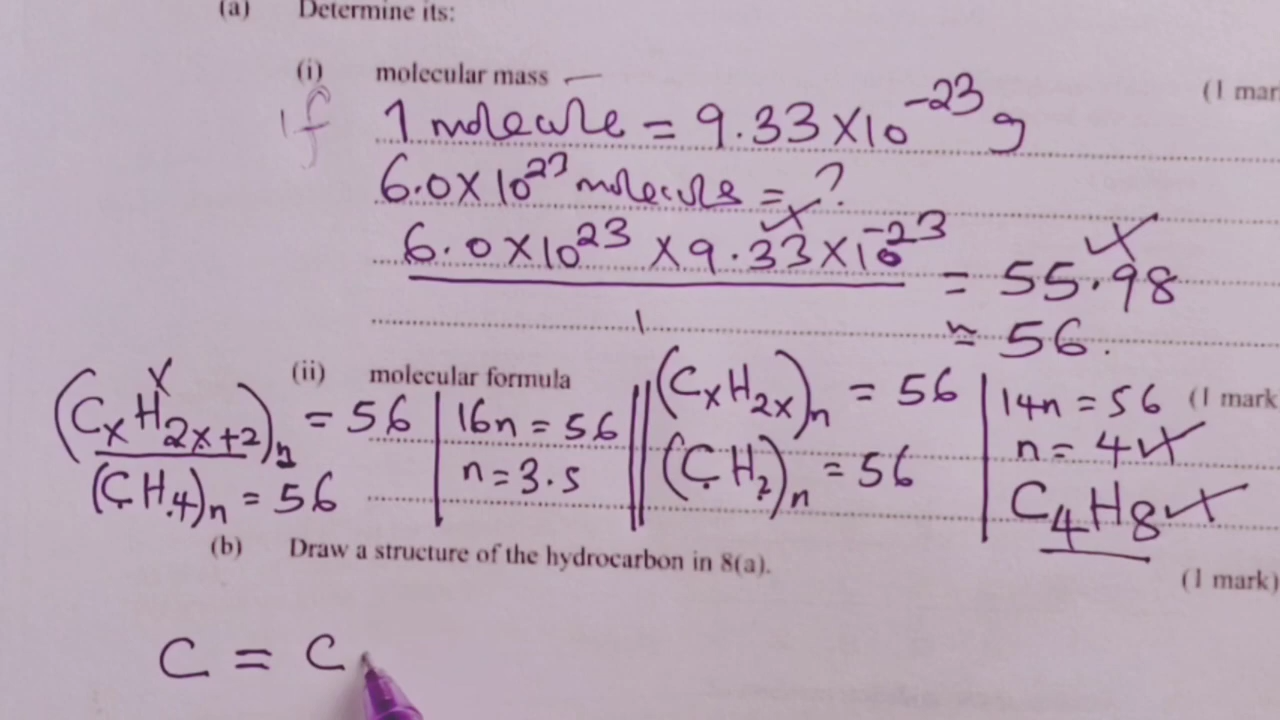 (a) Determine its:
(i) molecular mass (1 mar
If 1 molecule = 9.33 X 10⁻²³ g
6.0 X 10²³ molecules = ?
6.0 X 10²³ X 9.33 X 10⁻²³ = 55.98
1
≈ 56.
(ii) molecular formula (1 mark
(CₓH₂ₓ₊₂)ₙ = 56 | 16n = 56 || (CₓH₂ₓ)ₙ = 56 | 14n = 56
(CH₄)ₙ = 56 | n = 3.5 || (CH₂)ₙ = 56 | n = 4
C₄H₈
(b) Draw a structure of the hydrocarbon in 8(a).
(1 mark)
C = C